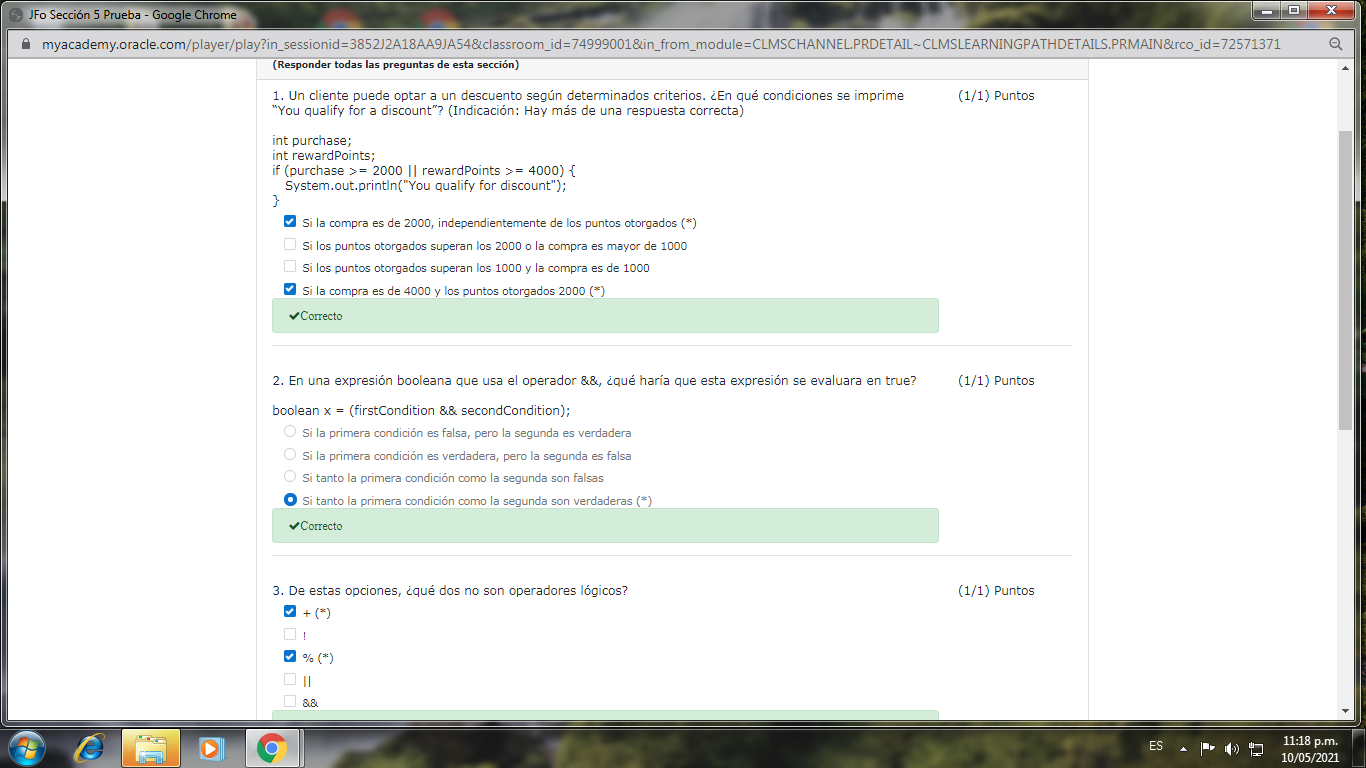 JFo Sección 5 Prueba - Google Chrome
myacademy.oracle.com/player/play?in_sessionid=3852J2A18AA9JA54&classroom_id=74999001&in_from_module=CLMSCHANNEL.PRDETAIL~CLMSLEARNINGPATHDETAILS.PRMAIN&rco_id=72571371
(Responder todas las preguntas de esta sección)
1. Un cliente puede optar a un descuento según determinados criterios. ¿En qué condiciones se imprime (1/1) Puntos
“You qualify for a discount”? (Indicación: Hay más de una respuesta correcta)
int purchase;
int rewardPoints;
if (purchase >= 2000 || rewardPoints >= 4000) {
System.out.println("You qualify for discount");
}
Si la compra es de 2000, independientemente de los puntos otorgados (*)
Si los puntos otorgados superan los 2000 o la compra es mayor de 1000
Si los puntos otorgados superan los 1000 y la compra es de 1000
Si la compra es de 4000 y los puntos otorgados 2000 (*)
Correcto
2. En una expresión booleana que usa el operador &&, ¿qué haría que esta expresión se evaluara en true? (1/1) Puntos
boolean x = (firstCondition && secondCondition);
Si la primera condición es falsa, pero la segunda es verdadera
Si la primera condición es verdadera, pero la segunda es falsa
Si tanto la primera condición como la segunda son falsas
Si tanto la primera condición como la segunda son verdaderas (*)
Correcto
3. De estas opciones, ¿qué dos no son operadores lógicos? (1/1) Puntos
+ (*)
!
% (*)
||
&&
ES
11:18 p.m.
10/05/2021